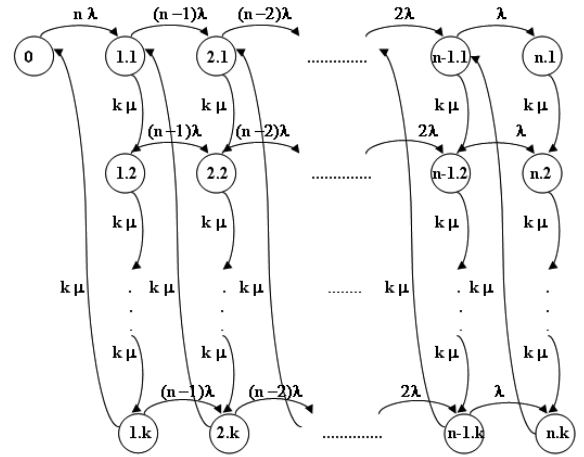 n λ (n−1)λ (n−2)λ 2λ λ
0 1.1 2.1 .............. n-1.1 n.1
k μ k μ k μ k μ
(n−1)λ (n−2)λ 2λ λ
1.2 2.2 .............. n-1.2 n.2
k μ k μ k μ k μ
k μ k μ k μ ........ k μ k μ
k μ k μ k μ k μ
(n−1)λ (n−2)λ 2λ λ
1.k 2.k .............. n-1.k n.k